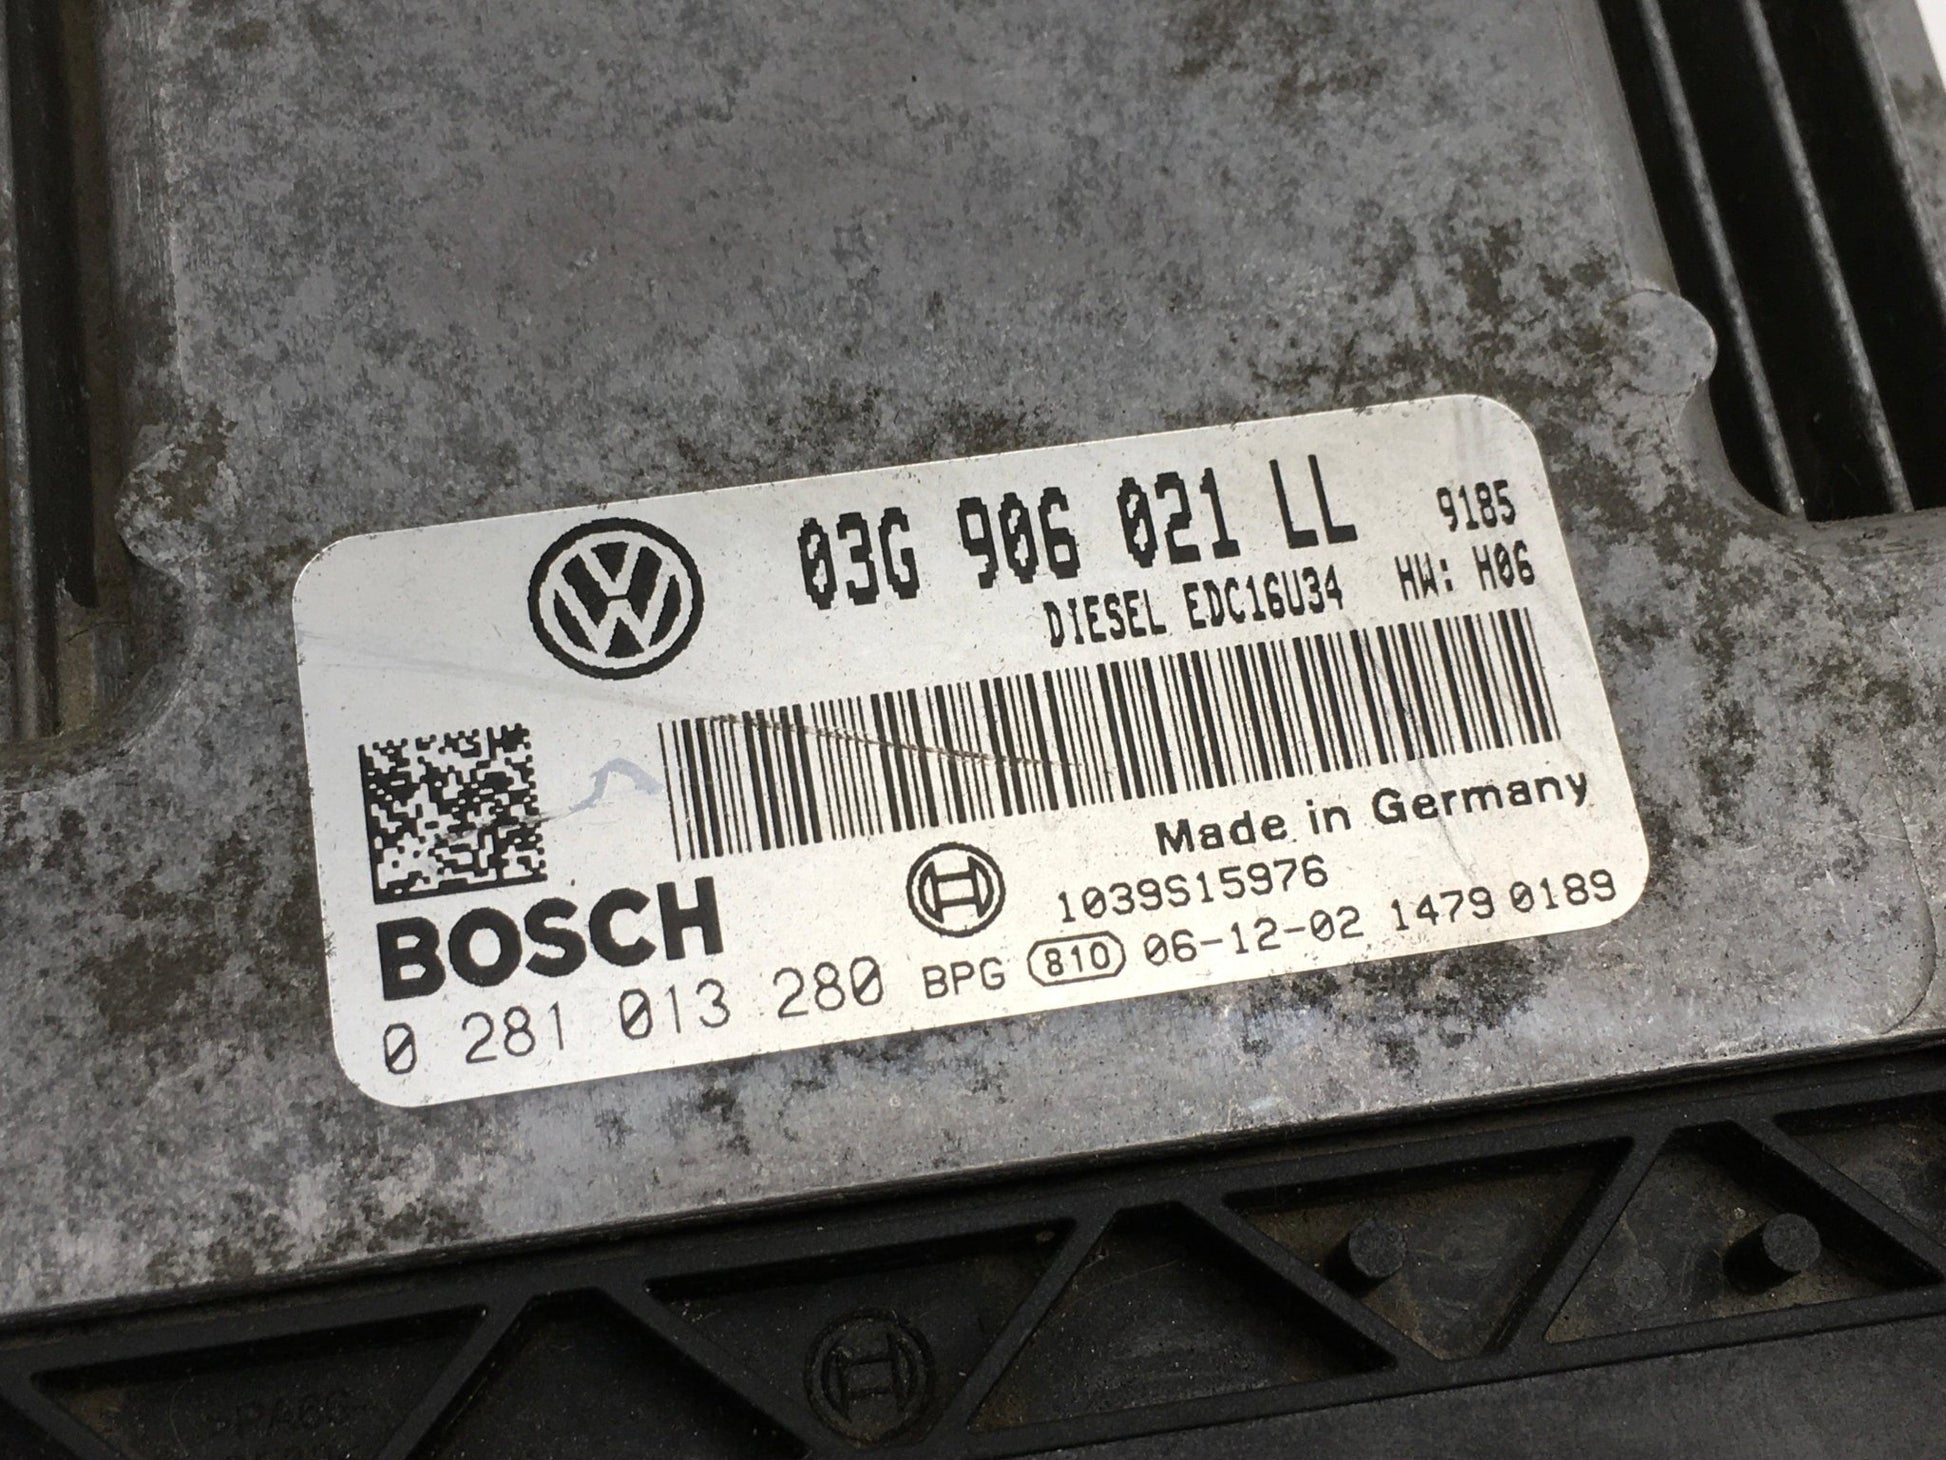 03G 906 021 LL 9185
DIESEL EDC16U34 HW: H06
Made in Germany
BOSCH 1039S15976
0 281 013 280 BPG 810 06-12-02 1479 0189